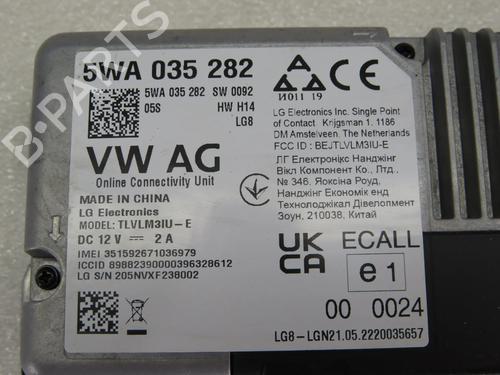 5WA 035 282
5WA 035 282 SW 0092
05S HW H14
LG8
VW AG
Online Connectivity Unit
MADE IN CHINA
LG Electronics
MODEL: TLVLM3IU-E
DC 12 V 2 A
IMEI 351592671036979
ICCID 89882390000396328612
LG S/N 205NVXF238002
CE
И011 19
LG Electronics Inc. Single Point
of Contact Krijgsman 1, 1186
DM Amstelveen, The Netherlands
FCC ID : BEJTLVLM3IU-E
ЛГ Електронікс Нанджінг
Вікл Компонент Ко., Лтд.
№ 346, Яоксіна Роуд,
Нанджінг Економікел енд
Текнолоджікал Дівелопмент
Зоун, 210038, Китай
UK
CA
ECALL
e 1
00 0024
LG8-LGN21.05.2220035657
B-PARTS